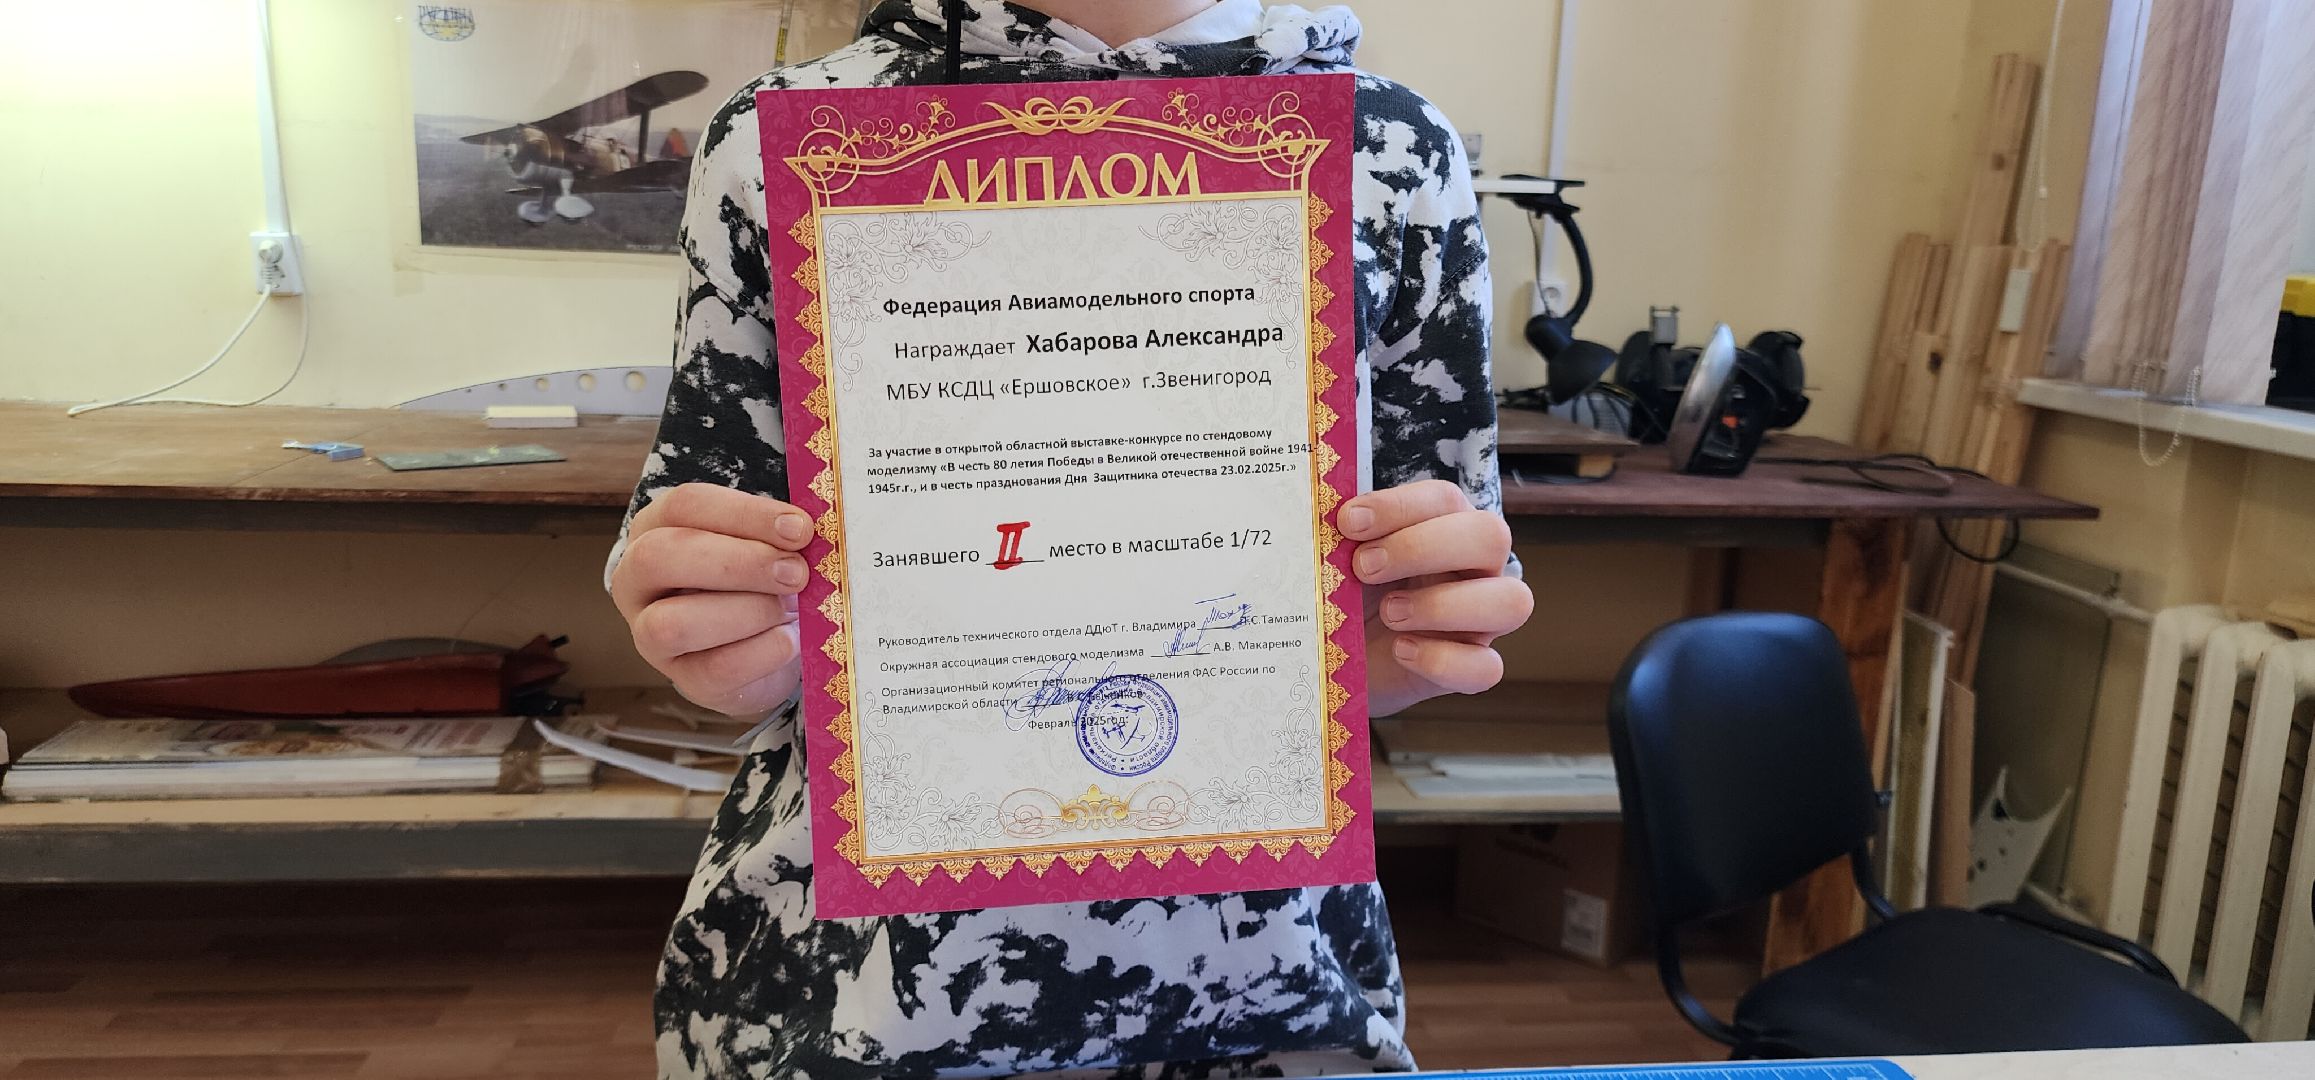 ДИПЛОМ
Федерация Авиамодельного спорта
Награждает Хабарова Александра
МБУ КСДЦ «Ершовское» г.Звенигород
За участие в открытой областной выставке-конкурсе по стендовому
моделизму «В честь 80 летия Победы в Великой отечественной войне 1941-
1945г.г., и в честь празднования Дня Защитника отечества 23.02.2025г.»
Занявшего II место в масштабе 1/72
Руководитель технического отдела ДДюТ г. Владимира С.Тамазин
Окружная ассоциация стендового моделизма А.В. Макаренко
Организационный комитет регионального отделения ФАС России по
Владимирской области
Февраль 2025год.